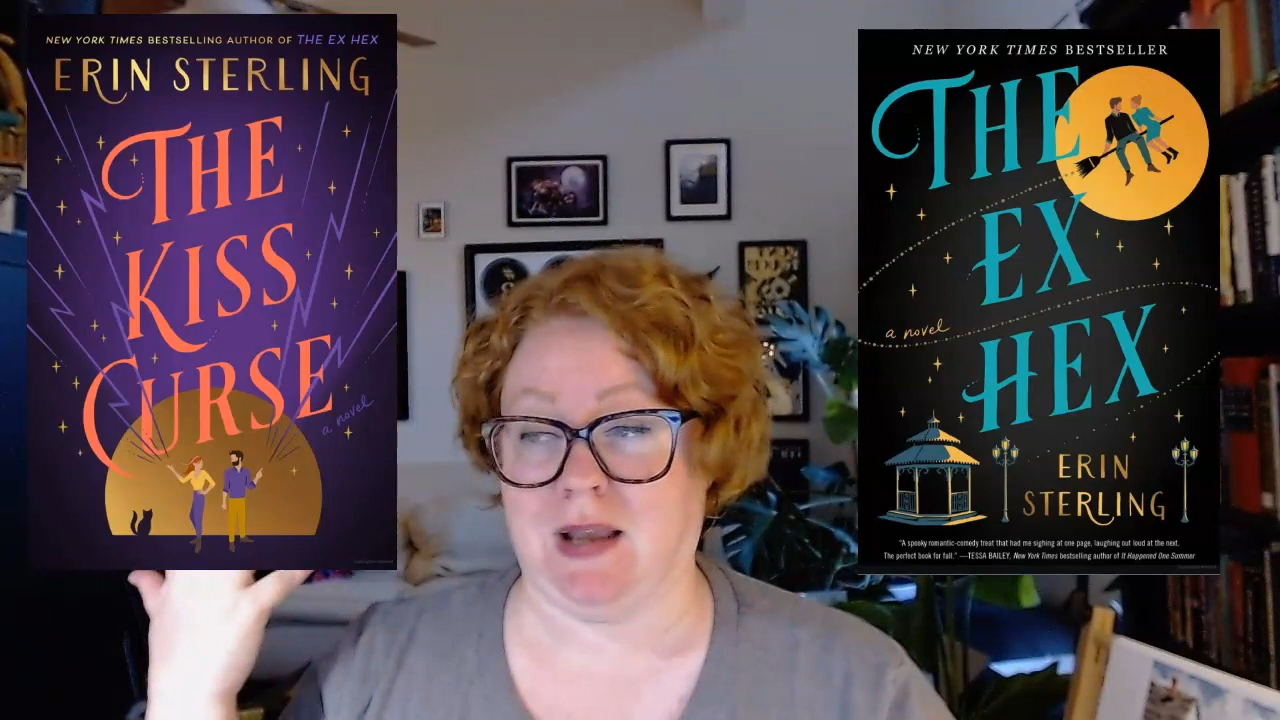 NEW YORK TIMES BESTSELLING AUTHOR OF THE EX HEX
ERIN STERLING
THE
KISS
CURSE
a novel
NEW YORK TIMES BESTSELLER
THE
EX
HEX
a novel
ERIN
STERLING
"A spooky romantic-comedy treat that had me sighing at one page, laughing out loud at the next.
The perfect book for fall." —TESSA BAILEY, New York Times bestselling author of It Happened One Summer